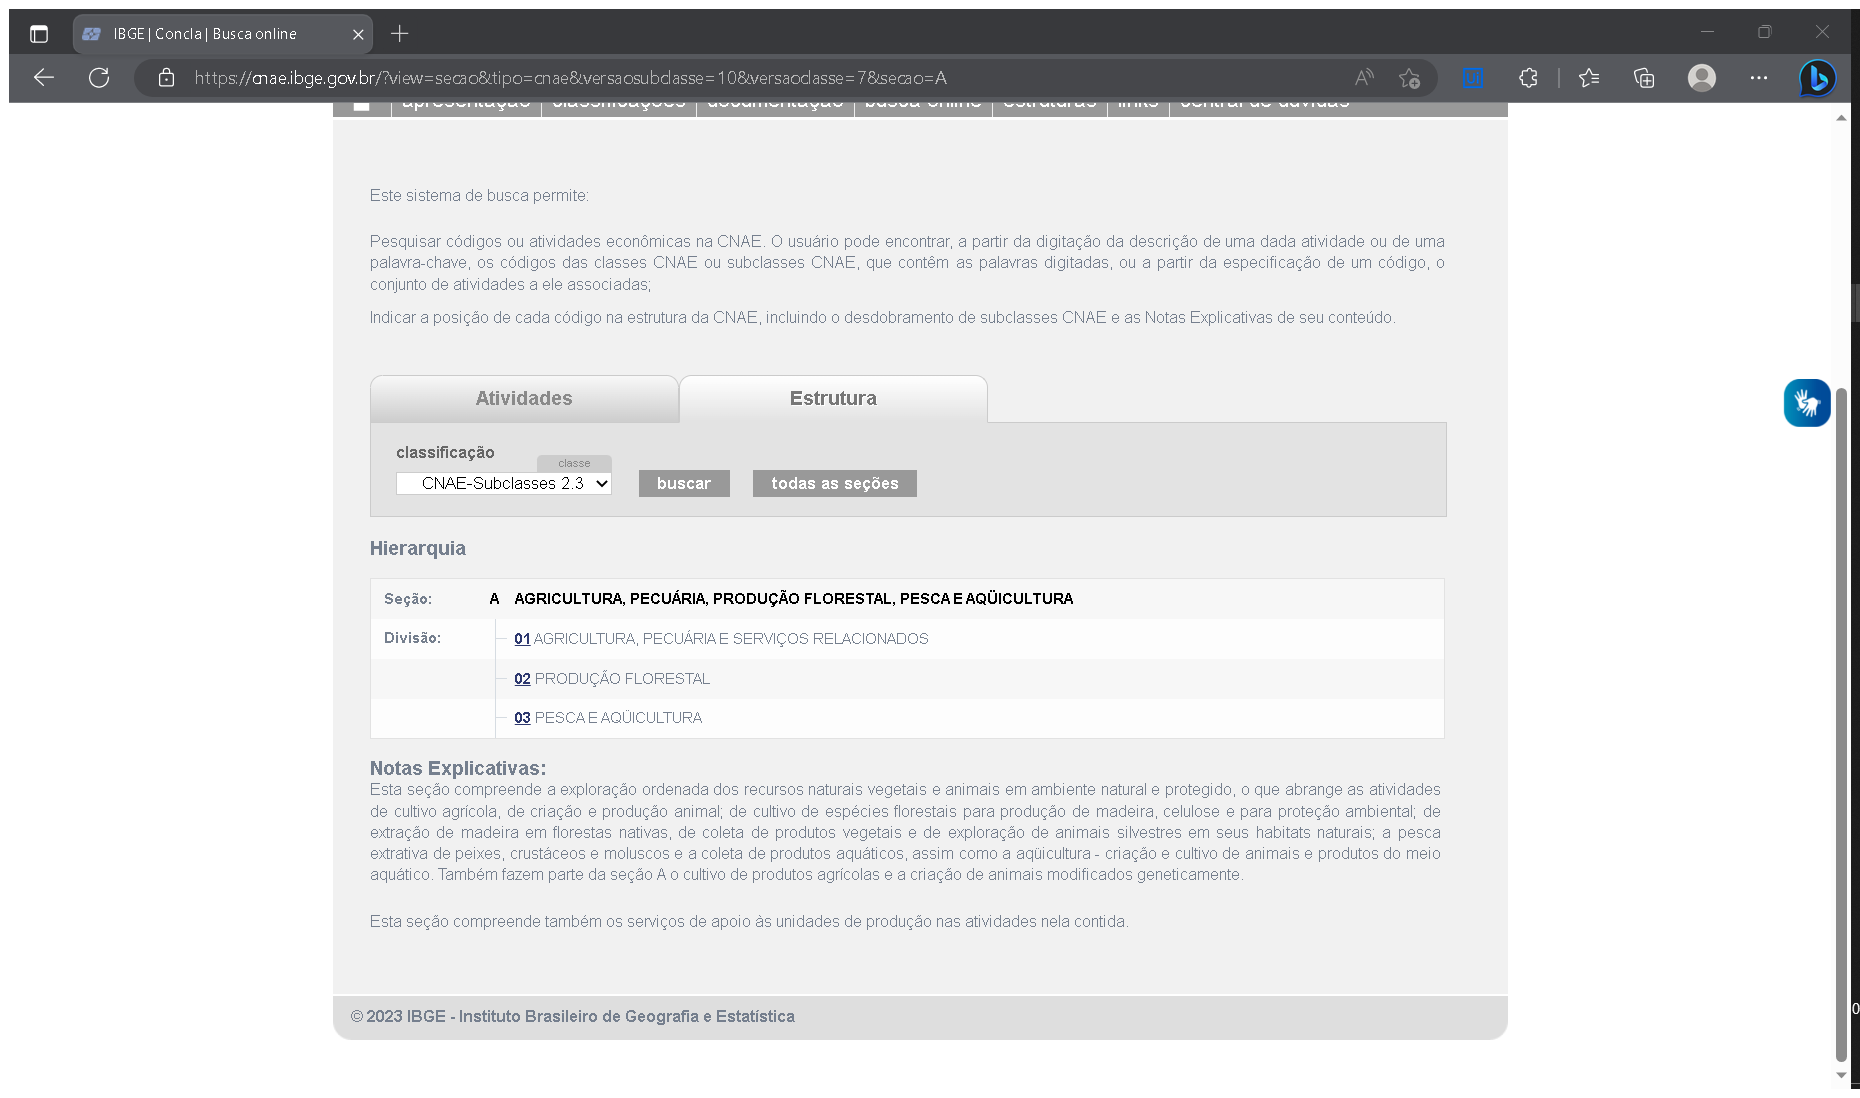 IBGE | Concla | Busca online
https://cnae.ibge.gov.br/?view=secao&tipo=cnae&versaosubclasse=10&versaoclasse=7&secao=A
apresentação classificações documentação busca online estruturas links central de dúvidas
Este sistema de busca permite:
Pesquisar códigos ou atividades econômicas na CNAE. O usuário pode encontrar, a partir da digitação da descrição de uma dada atividade ou de uma
palavra-chave, os códigos das classes CNAE ou subclasses CNAE, que contêm as palavras digitadas, ou a partir da especificação de um código, o
conjunto de atividades a ele associadas;
Indicar a posição de cada código na estrutura da CNAE, incluindo o desdobramento de subclasses CNAE e as Notas Explicativas de seu conteúdo.
Atividades Estrutura
classificação
classe
CNAE-Subclasses 2.3 buscar todas as seções
Hierarquia
Seção: A AGRICULTURA, PECUÁRIA, PRODUÇÃO FLORESTAL, PESCA E AQÜICULTURA
Divisão: 01 AGRICULTURA, PECUÁRIA E SERVIÇOS RELACIONADOS
02 PRODUÇÃO FLORESTAL
03 PESCA E AQÜICULTURA
Notas Explicativas:
Esta seção compreende a exploração ordenada dos recursos naturais vegetais e animais em ambiente natural e protegido, o que abrange as atividades
de cultivo agrícola, de criação e produção animal; de cultivo de espécies florestais para produção de madeira, celulose e para proteção ambiental; de
extração de madeira em florestas nativas, de coleta de produtos vegetais e de exploração de animais silvestres em seus habitats naturais; a pesca
extrativa de peixes, crustáceos e moluscos e a coleta de produtos aquáticos, assim como a aqüicultura - criação e cultivo de animais e produtos do meio
aquático. Também fazem parte da seção A o cultivo de produtos agrícolas e a criação de animais modificados geneticamente.
Esta seção compreende também os serviços de apoio às unidades de produção nas atividades nela contida.
© 2023 IBGE - Instituto Brasileiro de Geografia e Estatística